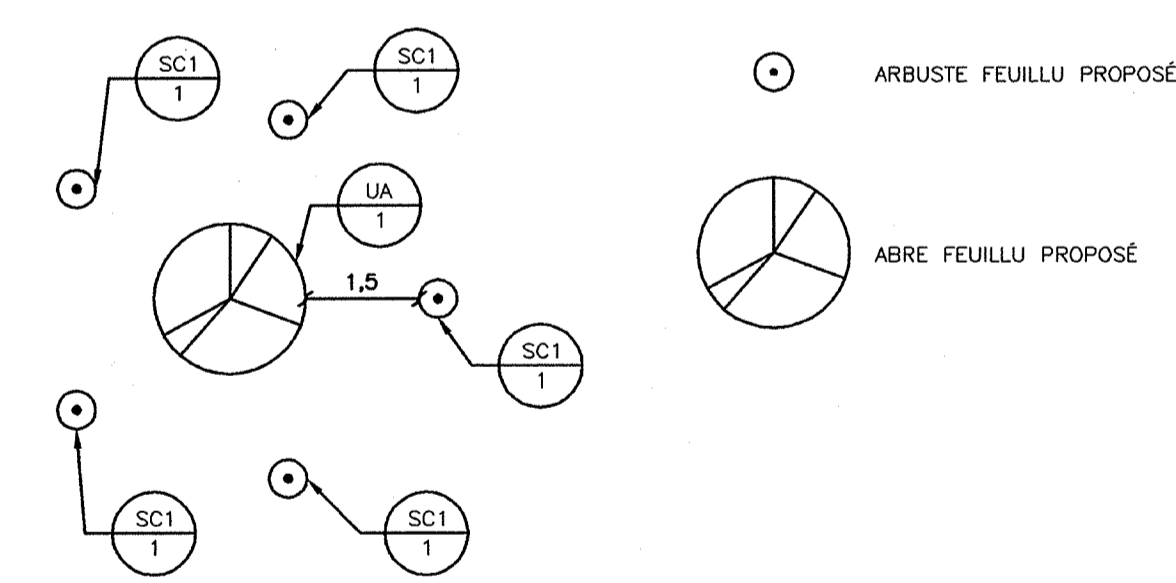 SC1
1
SC1
1
ARBUSTE FEUILLU PROPOSÉ
UA
1
1,5
ABRE FEUILLU PROPOSÉ
SC1
1
SC1
1
SC1
1